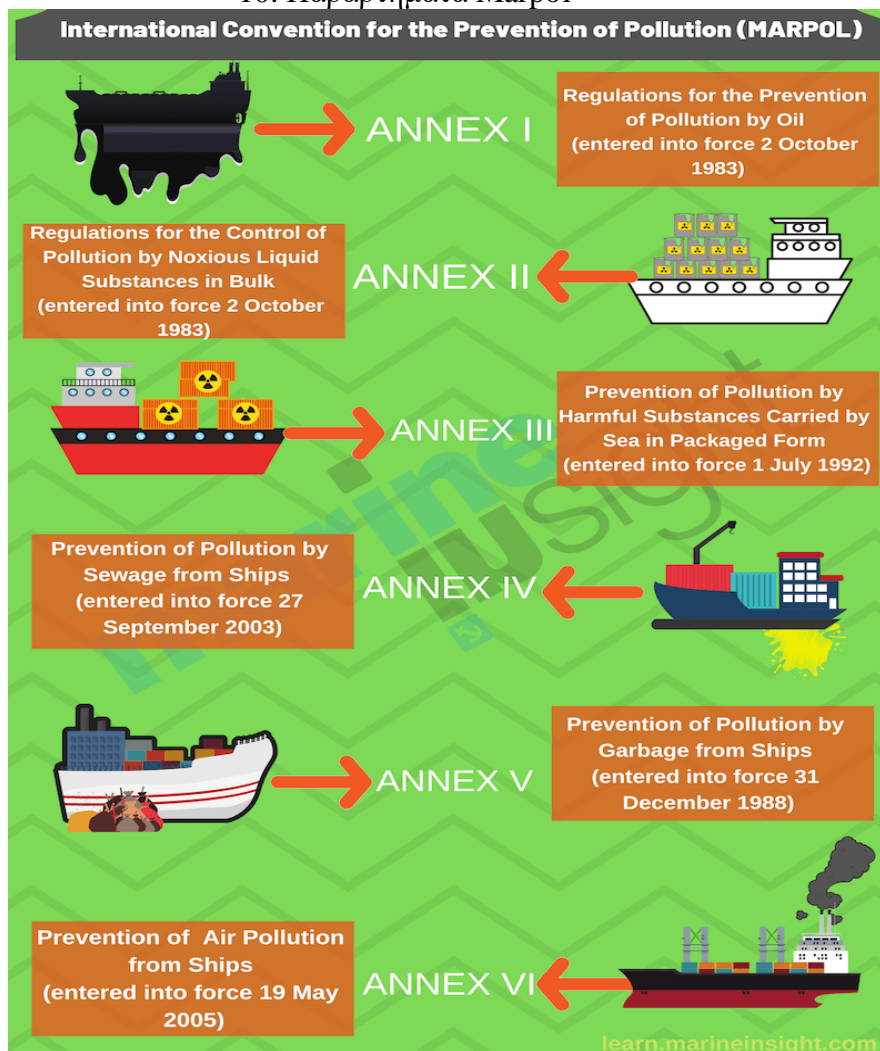 10. Παραρτήματα Marpol
International Convention for the Prevention of Pollution (MARPOL)
ANNEX I
Regulations for the Prevention
of Pollution by Oil
(entered into force 2 October
1983)
Regulations for the Control of
Pollution by Noxious Liquid
Substances in Bulk
(entered into force 2 October
1983)
ANNEX II
ANNEX III
Prevention of Pollution by
Harmful Substances Carried by
Sea in Packaged Form
(entered into force 1 July 1992)
Prevention of Pollution by
Sewage from Ships
(entered into force 27
September 2003)
ANNEX IV
ANNEX V
Prevention of Pollution by
Garbage from Ships
(entered into force 31
December 1988)
Prevention of Air Pollution
from Ships
(entered into force 19 May
2005)
ANNEX VI
marine
insight
learn.marineinsight.com